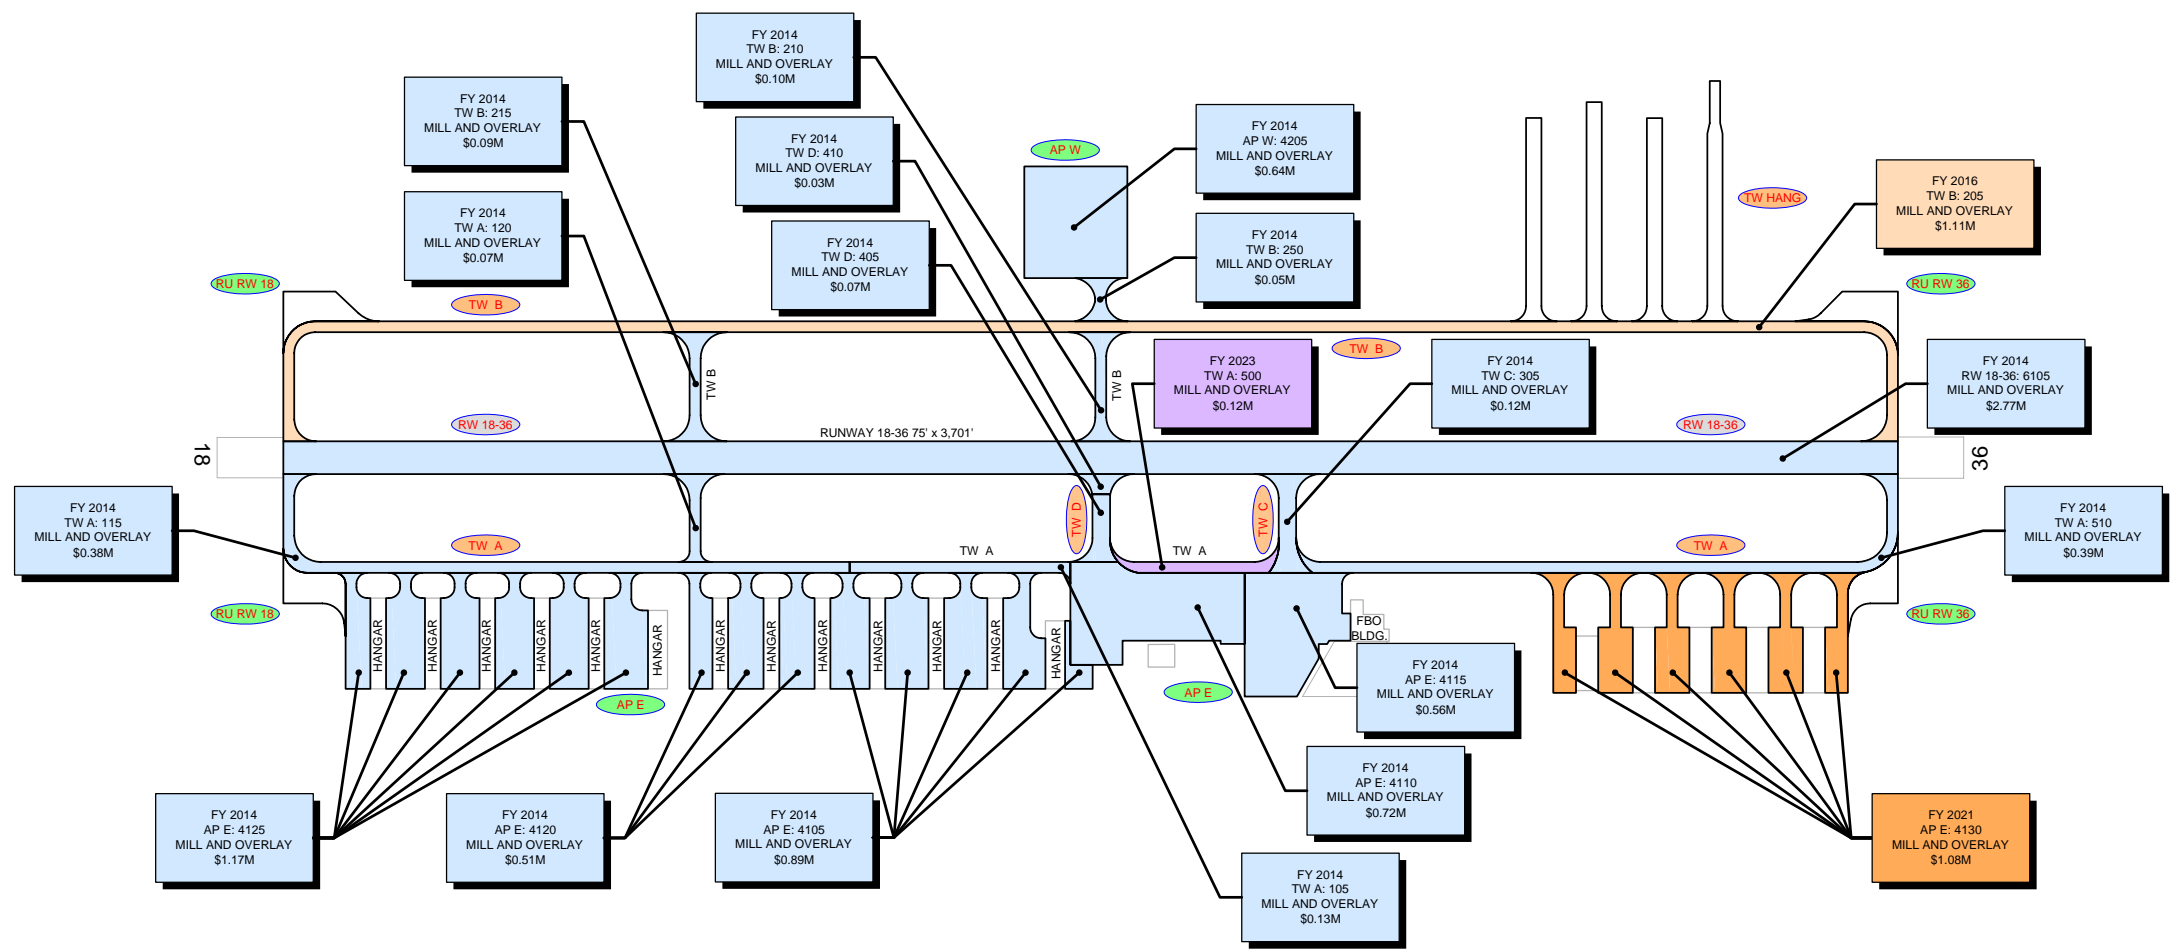 FY 2014
TW B: 210
MILL AND OVERLAY
$0.10M
FY 2014
TW B: 215
MILL AND OVERLAY
$0.09M
FY 2014
TW D: 410
MILL AND OVERLAY
$0.03M
FY 2014
AP W: 4205
MILL AND OVERLAY
$0.64M
AP W
FY 2016
TW B: 205
MILL AND OVERLAY
$1.11M
TW HANG
FY 2014
TW A: 120
MILL AND OVERLAY
$0.07M
FY 2014
TW D: 405
MILL AND OVERLAY
$0.07M
FY 2014
TW B: 250
MILL AND OVERLAY
$0.05M
RU RW 18
RU RW 36
TW B
TW B
FY 2023
TW A: 500
MILL AND OVERLAY
$0.12M
FY 2014
TW C: 305
MILL AND OVERLAY
$0.12M
FY 2014
RW 18-36: 6105
MILL AND OVERLAY
$2.77M
TW B
TW B
RW 18-36
RW 18-36
RUNWAY 18-36 75' x 3,701'
18
36
FY 2014
TW A: 115
MILL AND OVERLAY
$0.38M
TW D
TW C
FY 2014
TW A: 510
MILL AND OVERLAY
$0.39M
TW A
TW A
TW A
TW A
RU RW 18
RU RW 36
HANGAR
HANGAR
HANGAR
HANGAR
HANGAR
HANGAR
HANGAR
HANGAR
HANGAR
HANGAR
HANGAR
HANGAR
HANGAR
FBO
BLDG.
FY 2014
AP E: 4115
MILL AND OVERLAY
$0.56M
AP E
AP E
FY 2014
AP E: 4110
MILL AND OVERLAY
$0.72M
FY 2014
AP E: 4125
MILL AND OVERLAY
$1.17M
FY 2014
AP E: 4120
MILL AND OVERLAY
$0.51M
FY 2014
AP E: 4105
MILL AND OVERLAY
$0.89M
FY 2021
AP E: 4130
MILL AND OVERLAY
$1.08M
FY 2014
TW A: 105
MILL AND OVERLAY
$0.13M